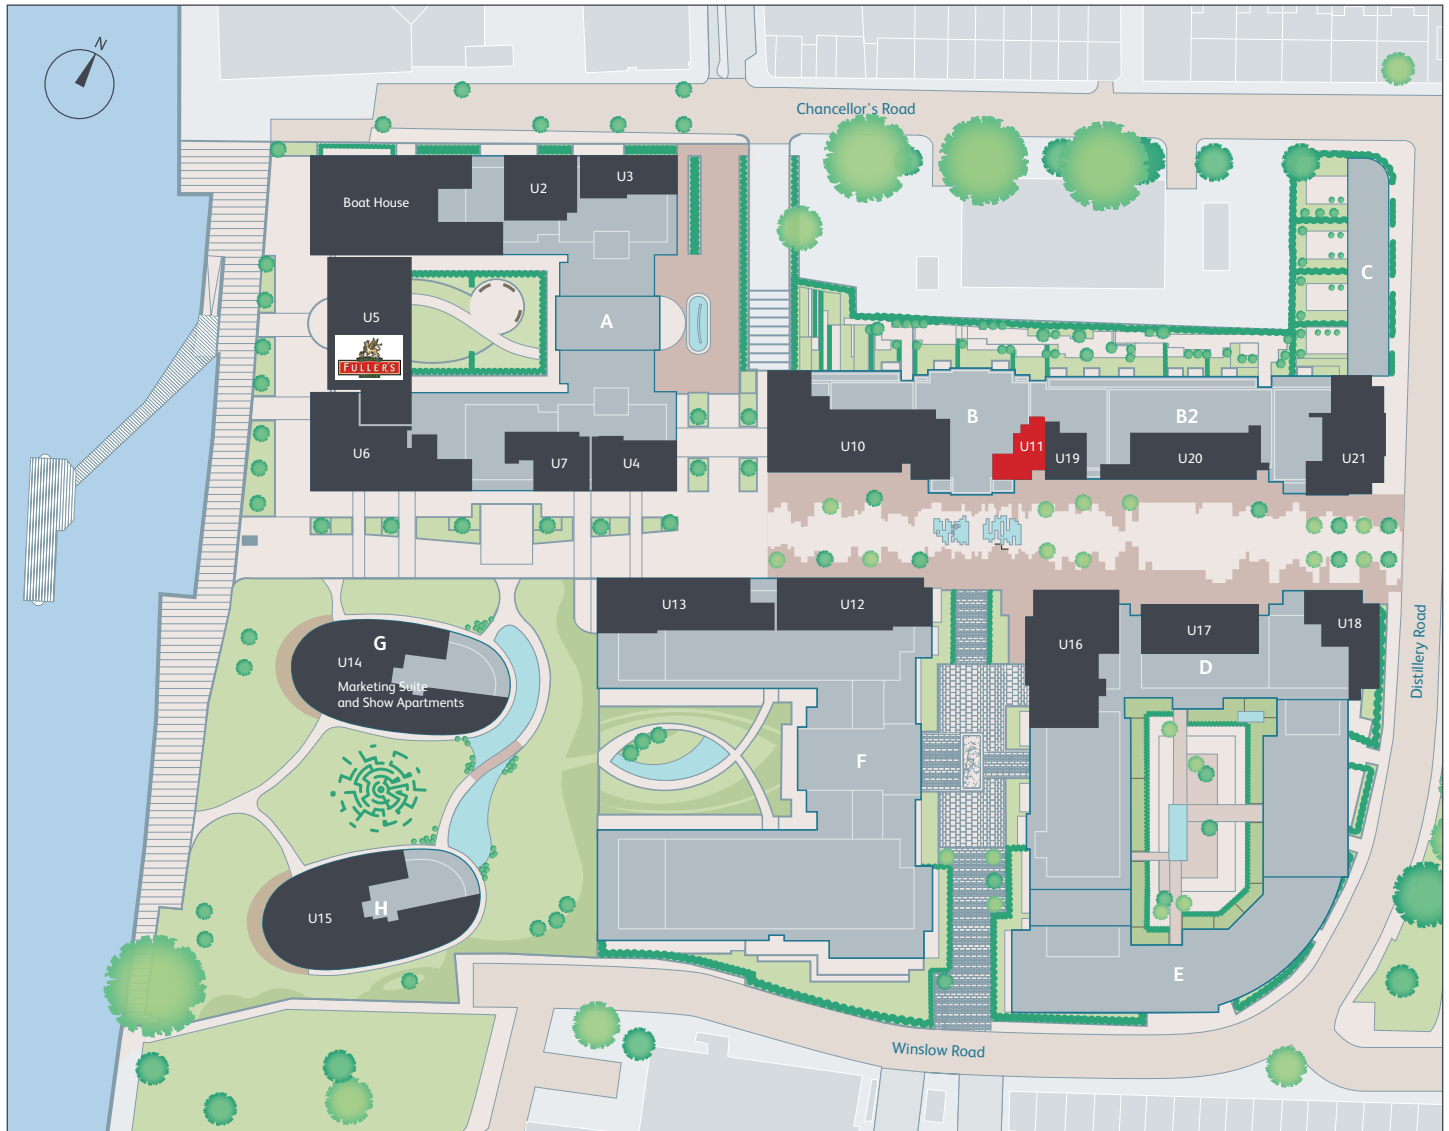 N
Chancellor's Road
Boat House
U2
U3
C
U5
A
FULLER'S
B
B2
U6
U7
U4
U10
U11
U19
U20
U21
U13
U12
U16
U17
U18
D
Distillery Road
G
U14
Marketing Suite
and Show Apartments
F
U15
H
E
Winslow Road